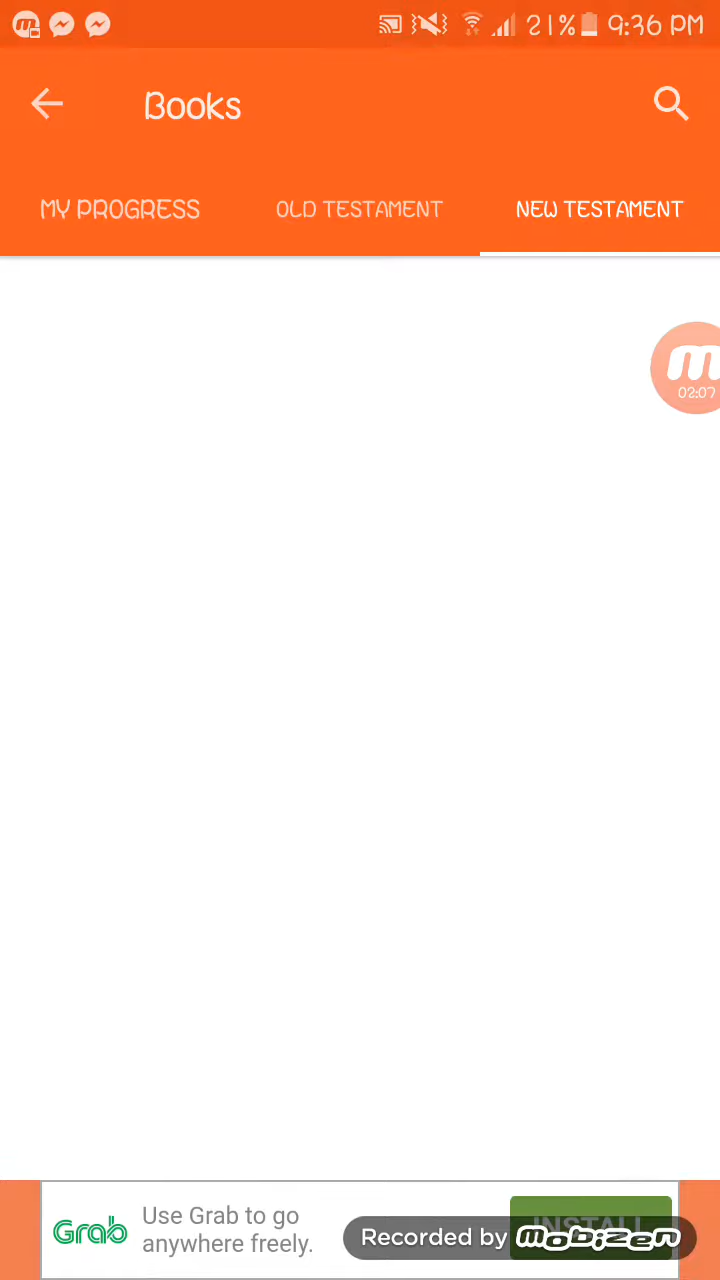 21% 9:36 PM
Books
MY PROGRESS OLD TESTAMENT NEW TESTAMENT
m
02:07
Grab
Use Grab to go
anywhere freely.
INSTALL
Recorded by mobizen